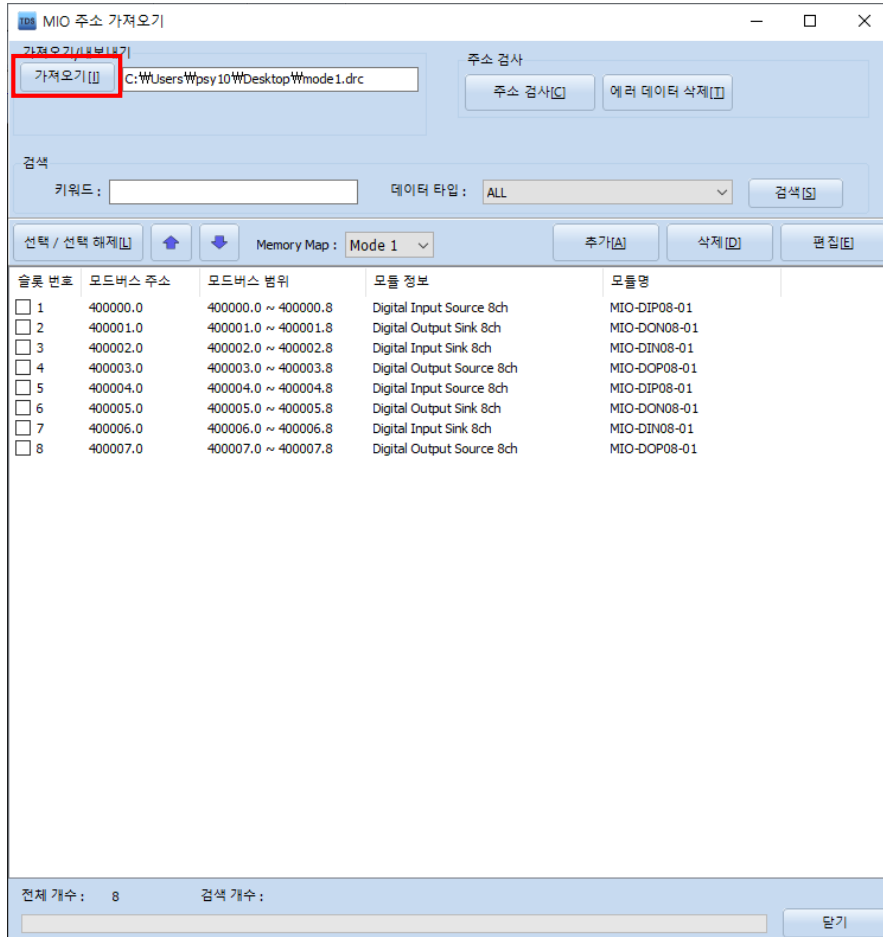 TDS MIO 주소 가져오기
가져오기/내보내기
가져오기[I] C:₩Users₩psy10₩Desktop₩mode1.drc
주소 검사
주소 검사[C] 에러 데이터 삭제[T]
검색
키워드 : 데이터 타입 : ALL 검색[S]
선택 / 선택 해제[L] Memory Map : Mode 1 추가[A] 삭제[D] 편집[E]
슬롯 번호 모드버스 주소 모드버스 범위 모듈 정보 모듈명
1 400000.0 400000.0 ~ 400000.8 Digital Input Source 8ch MIO-DIP08-01
2 400001.0 400001.0 ~ 400001.8 Digital Output Sink 8ch MIO-DON08-01
3 400002.0 400002.0 ~ 400002.8 Digital Input Sink 8ch MIO-DIN08-01
4 400003.0 400003.0 ~ 400003.8 Digital Output Source 8ch MIO-DOP08-01
5 400004.0 400004.0 ~ 400004.8 Digital Input Source 8ch MIO-DIP08-01
6 400005.0 400005.0 ~ 400005.8 Digital Output Sink 8ch MIO-DON08-01
7 400006.0 400006.0 ~ 400006.8 Digital Input Sink 8ch MIO-DIN08-01
8 400007.0 400007.0 ~ 400007.8 Digital Output Source 8ch MIO-DOP08-01
전체 개수 : 8 검색 개수 :
닫기